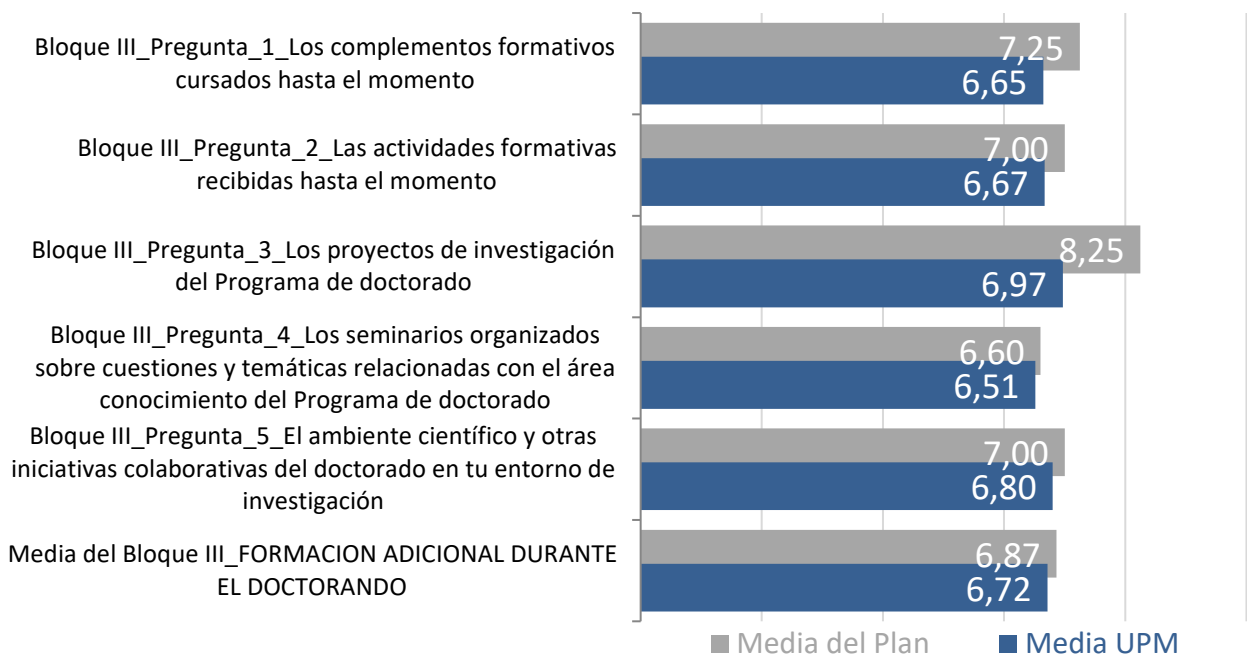 Bloque III_Pregunta_1_Los complementos formativos
cursados hasta el momento
7,25
6,65
Bloque III_Pregunta_2_Las actividades formativas
recibidas hasta el momento
7,00
6,67
Bloque III_Pregunta_3_Los proyectos de investigación
del Programa de doctorado
8,25
6,97
Bloque III_Pregunta_4_Los seminarios organizados
sobre cuestiones y temáticas relacionadas con el área
conocimiento del Programa de doctorado
6,60
6,51
Bloque III_Pregunta_5_El ambiente científico y otras
iniciativas colaborativas del doctorado en tu entorno de
investigación
7,00
6,80
Media del Bloque III_FORMACION ADICIONAL DURANTE
EL DOCTORANDO
6,87
6,72
Media del Plan
Media UPM